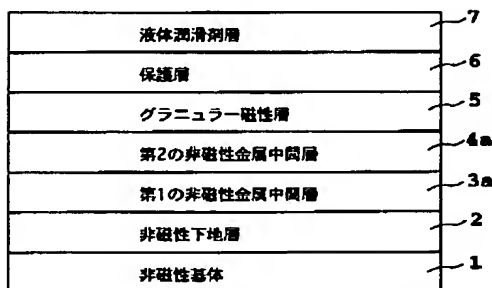 液体潤滑剤層 7
保護層 6
グラニュラー磁性層 5
第2の非磁性金属中間層 4a
第1の非磁性金属中間層 3a
非磁性下地層 2
非磁性基体 1